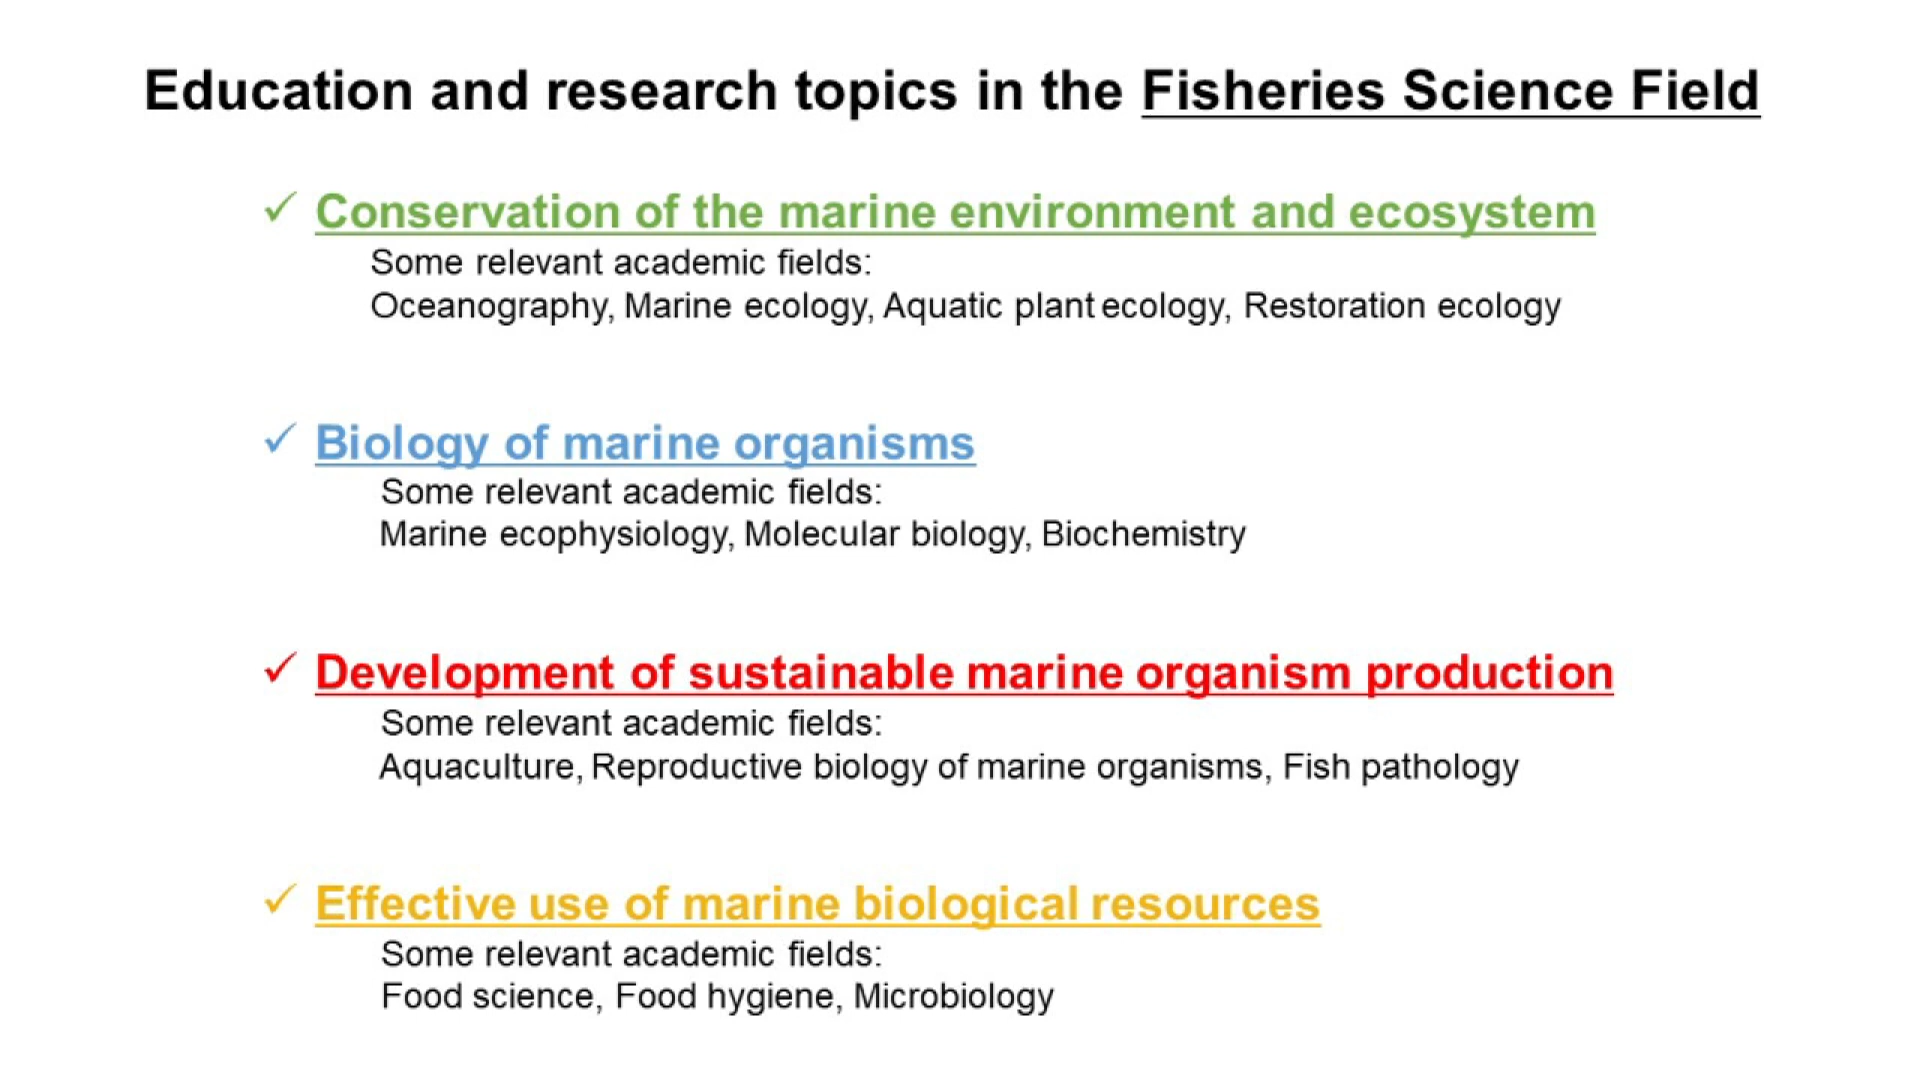 Education and research topics in the Fisheries Science Field
✓ Conservation of the marine environment and ecosystem
Some relevant academic fields:
Oceanography, Marine ecology, Aquatic plant ecology, Restoration ecology
✓ Biology of marine organisms
Some relevant academic fields:
Marine ecophysiology, Molecular biology, Biochemistry
✓ Development of sustainable marine organism production
Some relevant academic fields:
Aquaculture, Reproductive biology of marine organisms, Fish pathology
✓ Effective use of marine biological resources
Some relevant academic fields:
Food science, Food hygiene, Microbiology